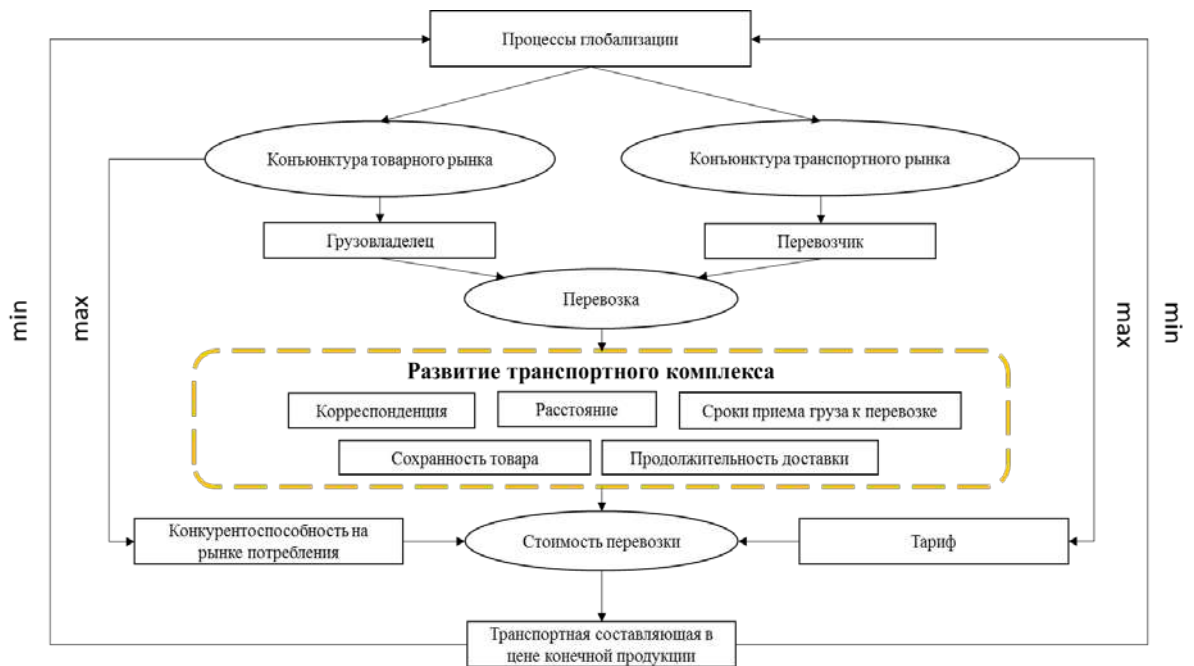 Процессы глобализации
Конъюнктура товарного рынка
Конъюнктура транспортного рынка
Грузовладелец
Перевозчик
Перевозка
min
max
max
min
Развитие транспортного комплекса
Корреспонденция
Расстояние
Сроки приема груза к перевозке
Сохранность товара
Продолжительность доставки
Конкурентоспособность на
рынке потребления
Стоимость перевозки
Тариф
Транспортная составляющая в
цене конечной продукции